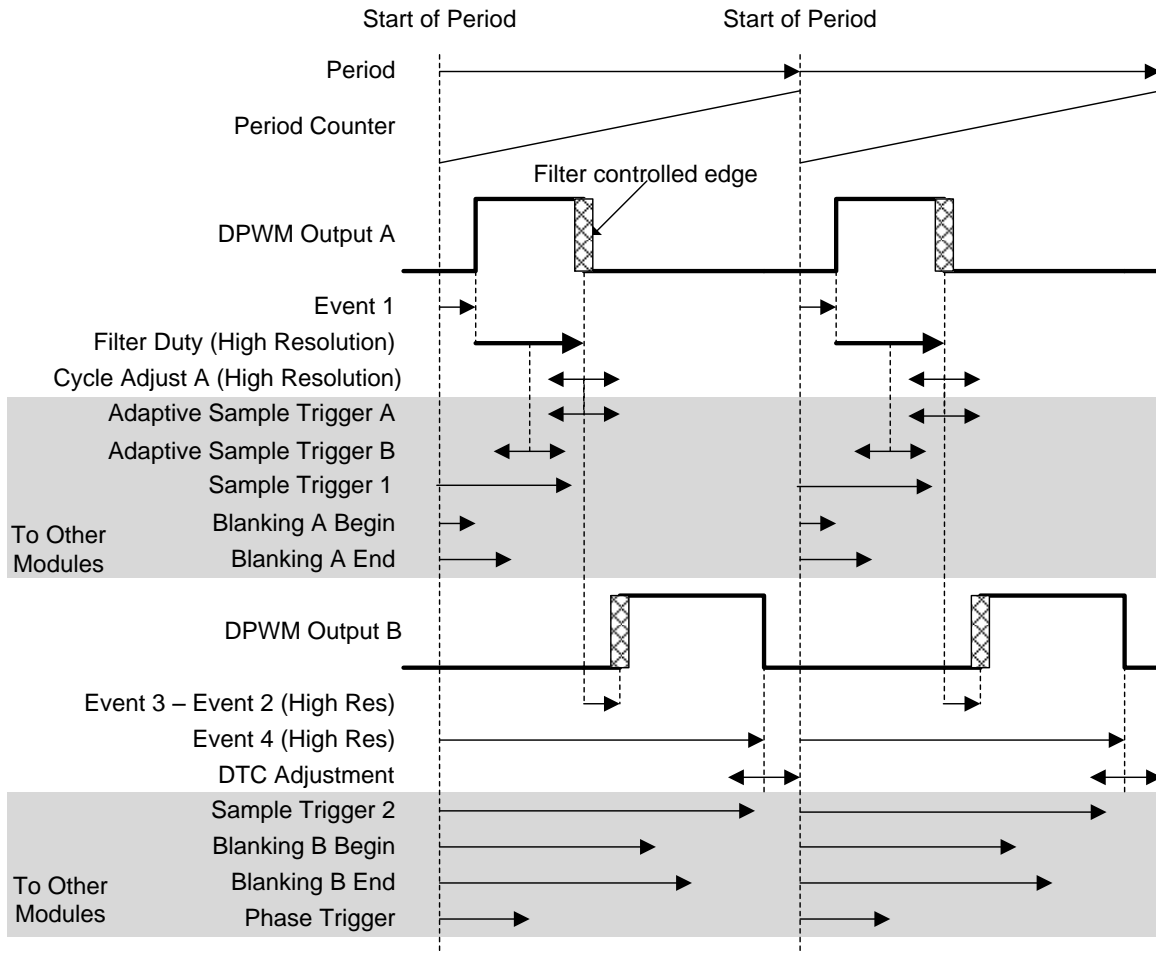 Start of Period
Start of Period
Period
Period Counter
Filter controlled edge
DPWM Output A
Event 1
Filter Duty (High Resolution)
Cycle Adjust A (High Resolution)
Adaptive Sample Trigger A
Adaptive Sample Trigger B
Sample Trigger 1
Blanking A Begin
To Other
Modules
Blanking A End
DPWM Output B
Event 3 – Event 2 (High Res)
Event 4 (High Res)
DTC Adjustment
Sample Trigger 2
Blanking B Begin
Blanking B End
To Other
Modules
Phase Trigger